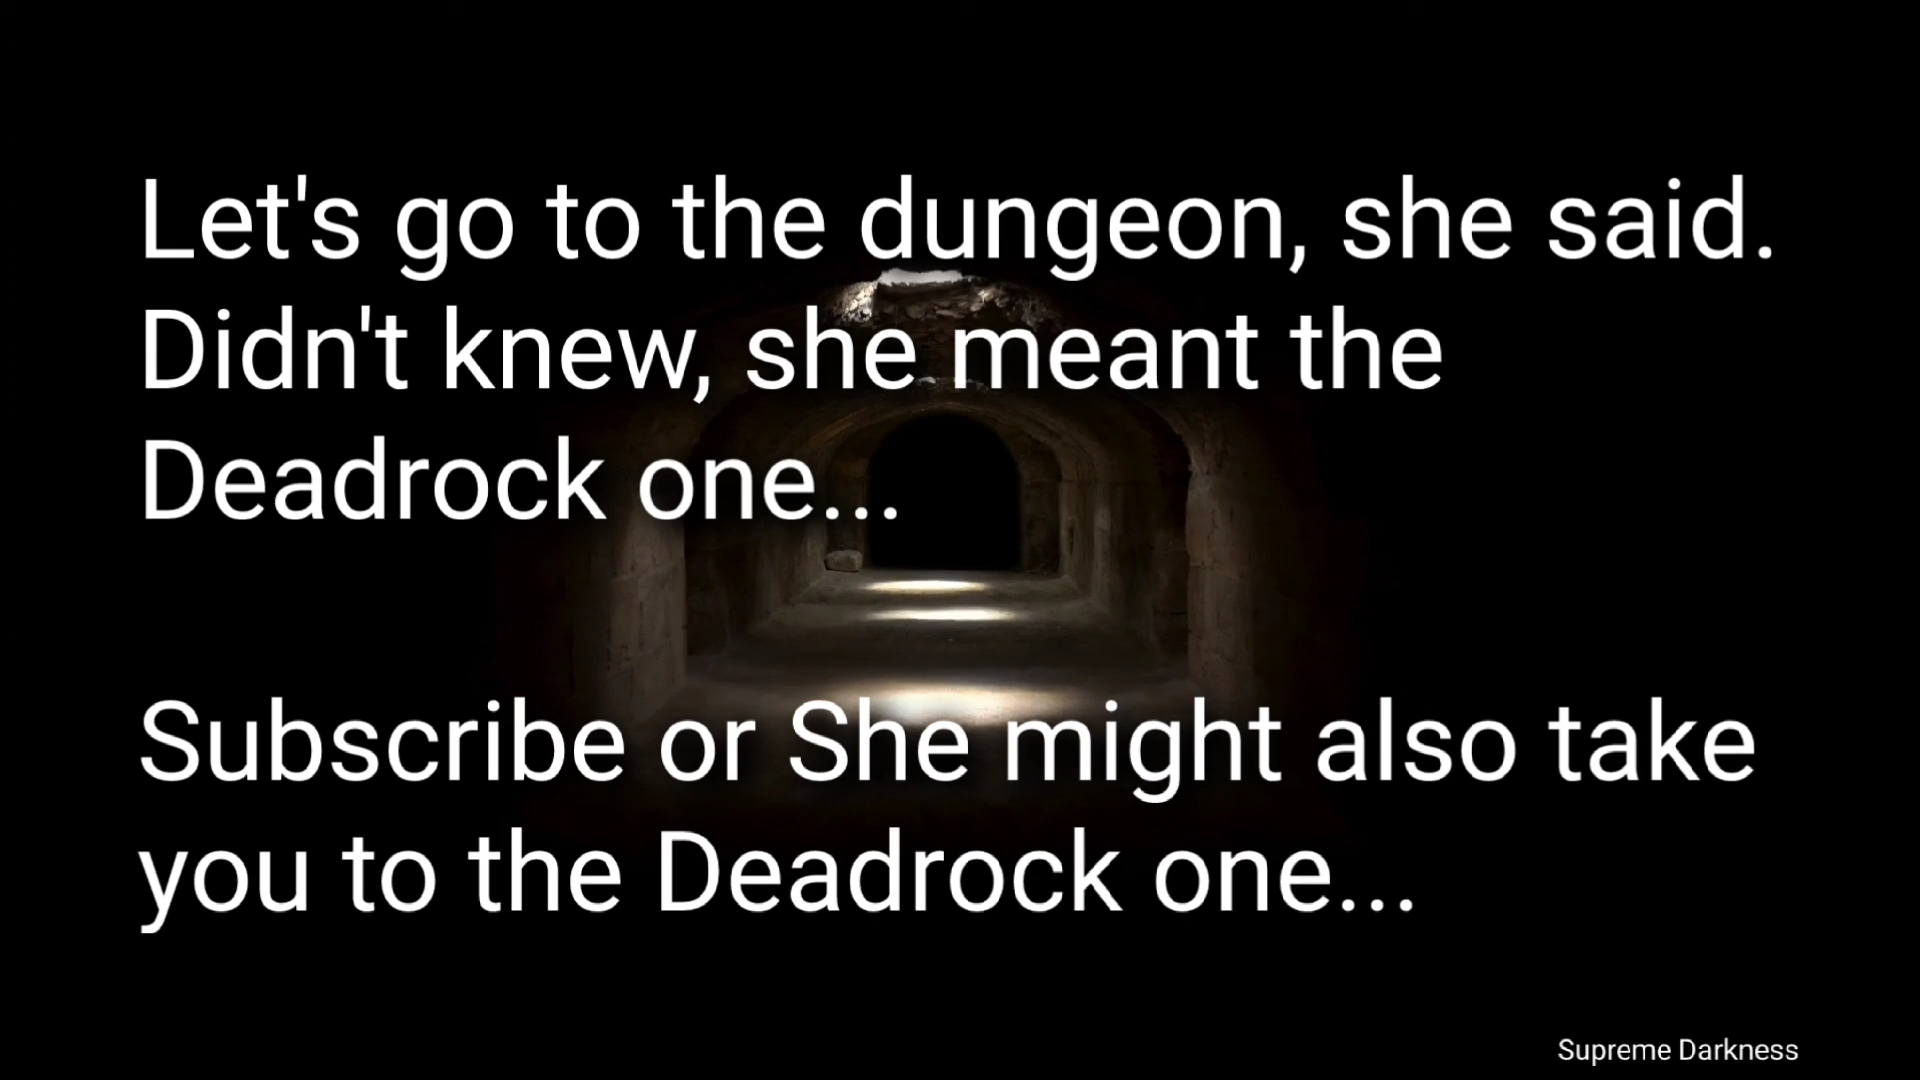 Let's go to the dungeon, she said.
Didn't knew, she meant the
Deadrock one...
Subscribe or She might also take
you to the Deadrock one...
Supreme Darkness